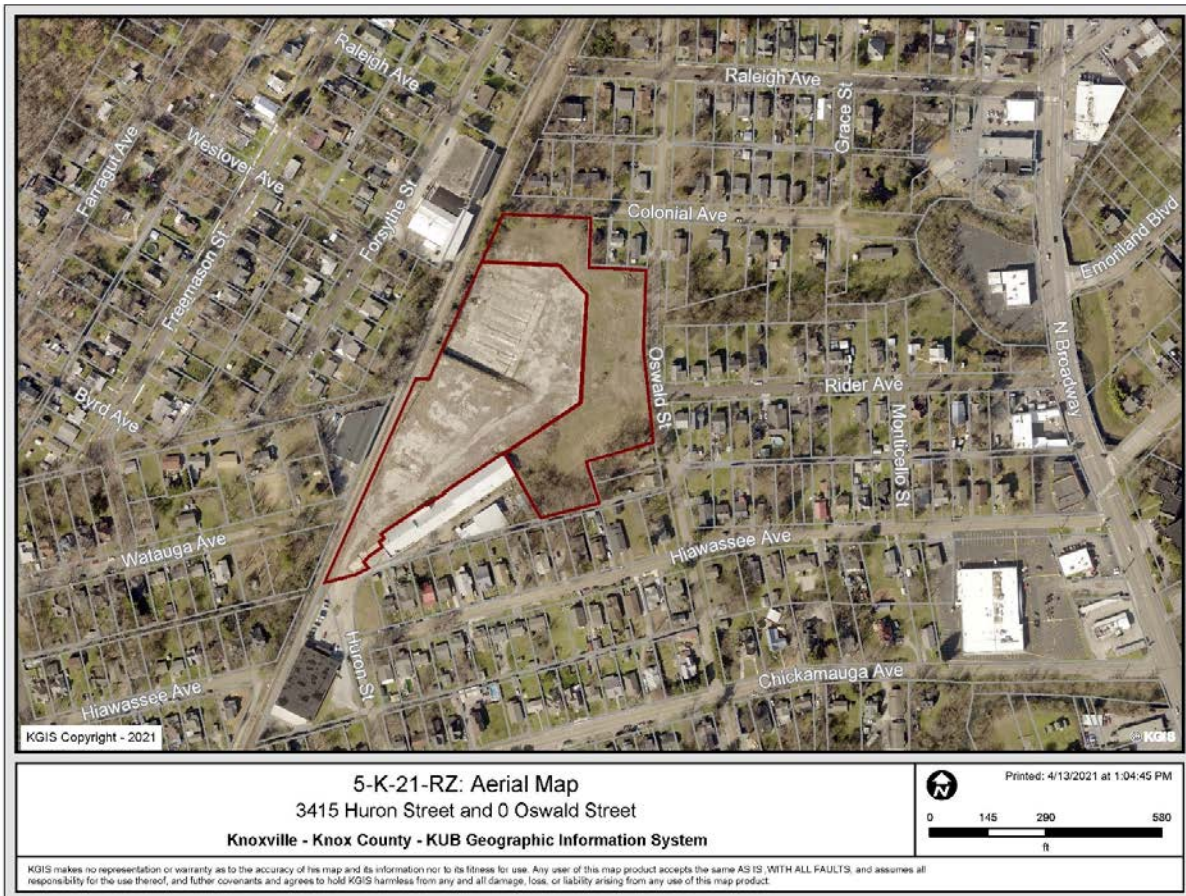 Raleigh Ave
Raleigh Ave
Grace St
Farragut Ave
Westover Ave
Forsythe St
Freemason St
Colonial Ave
Emoriland Blvd
N Broadway
Oswald St
Rider Ave
Byrd Ave
Monticello St
Watauga Ave
Hiawassee Ave
Huron St
Chickamauga Ave
Hiawassee Ave
KGIS Copyright - 2021
© KGIS
5-K-21-RZ: Aerial Map
3415 Huron Street and 0 Oswald Street
Knoxville - Knox County - KUB Geographic Information System
N
Printed: 4/13/2021 at 1:04:45 PM
0 145 290 580
ft
KGIS makes no representation or warranty as to the accuracy of his map and its information nor to its fitness for use. Any user of this map product accepts the same AS IS ,WITH ALL FAULTS, and assumes all
responsibility for the use thereof, and futher covenants and agrees to hold KGIS harmless from any and all damage, loss, or liability arising from any use of this map product.